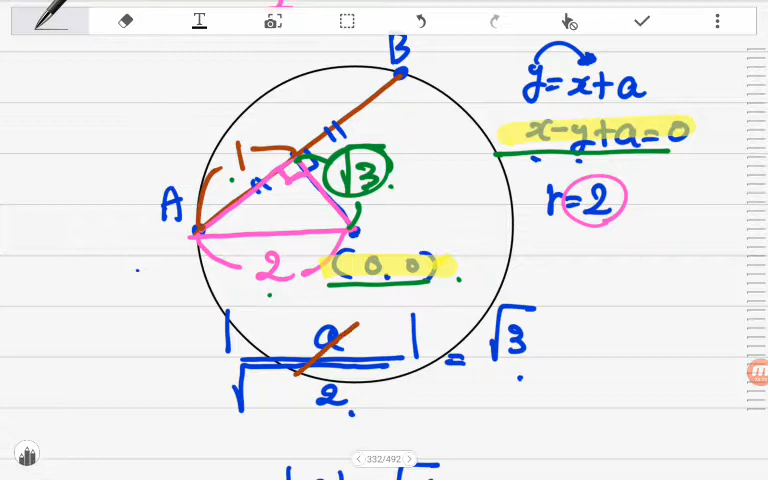 T
B
y=x+a
x-y+a=0
r=2
1
√3
A
2
(0,0)
|a|/√2 = √3
332/492